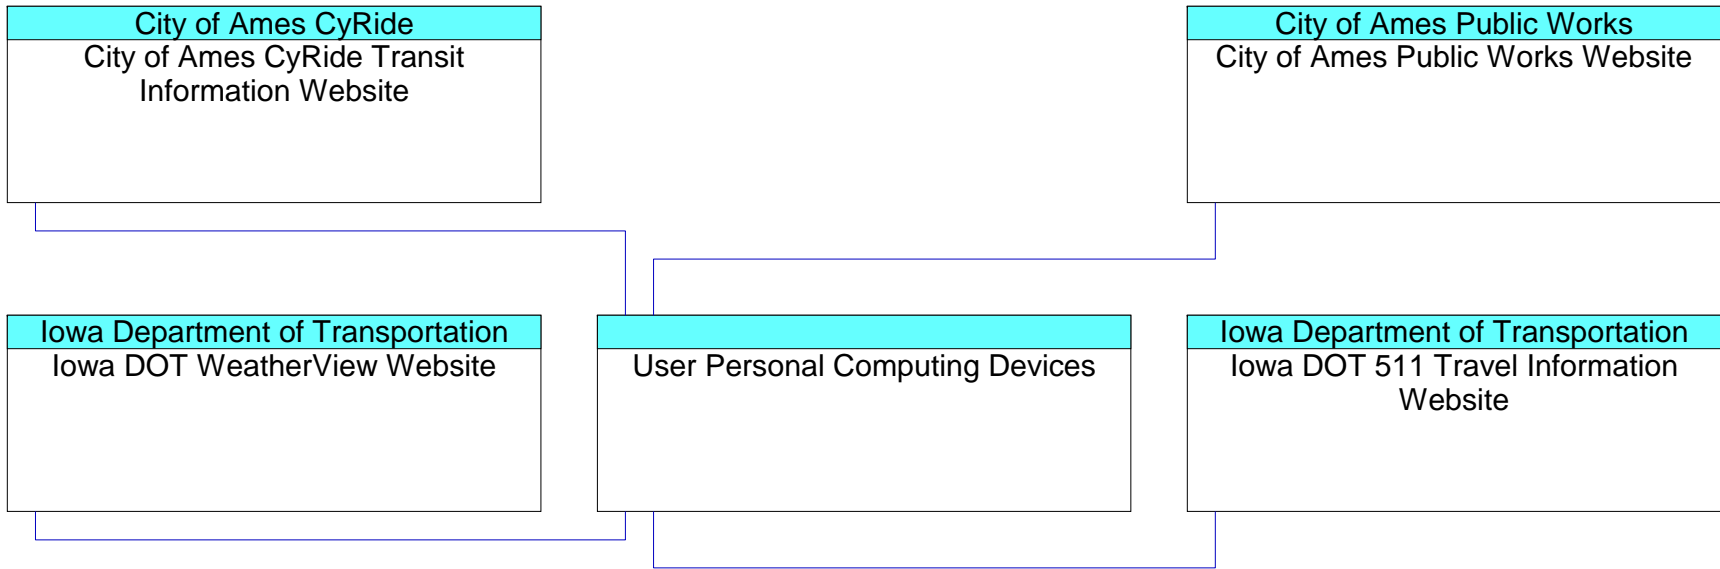 City of Ames CyRide
City of Ames CyRide Transit
Information Website
City of Ames Public Works
City of Ames Public Works Website
Iowa Department of Transportation
Iowa DOT WeatherView Website
User Personal Computing Devices
Iowa Department of Transportation
Iowa DOT 511 Travel Information
Website